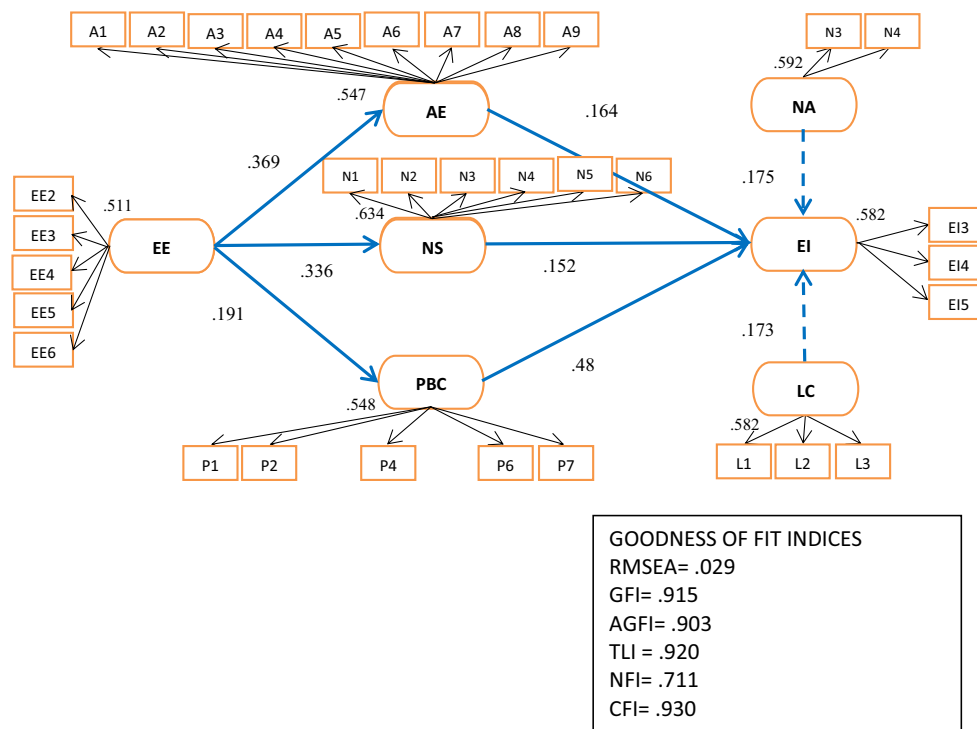 A1 A2 A3 A4 A5 A6 A7 A8 A9
N3 N4
.592
.547
AE
.164
NA
.369
N1 N2 N3 N4 N5 N6
.175
EE2
.511
.634
.582
EE3
EE
NS
EI
EI3
EE4
.336
.152
EI4
EE5
.191
EI5
EE6
.173
.48
PBC
LC
.548
.582
P1 P2 P4 P6 P7
L1 L2 L3
GOODNESS OF FIT INDICES
RMSEA= .029
GFI= .915
AGFI= .903
TLI = .920
NFI= .711
CFI= .930